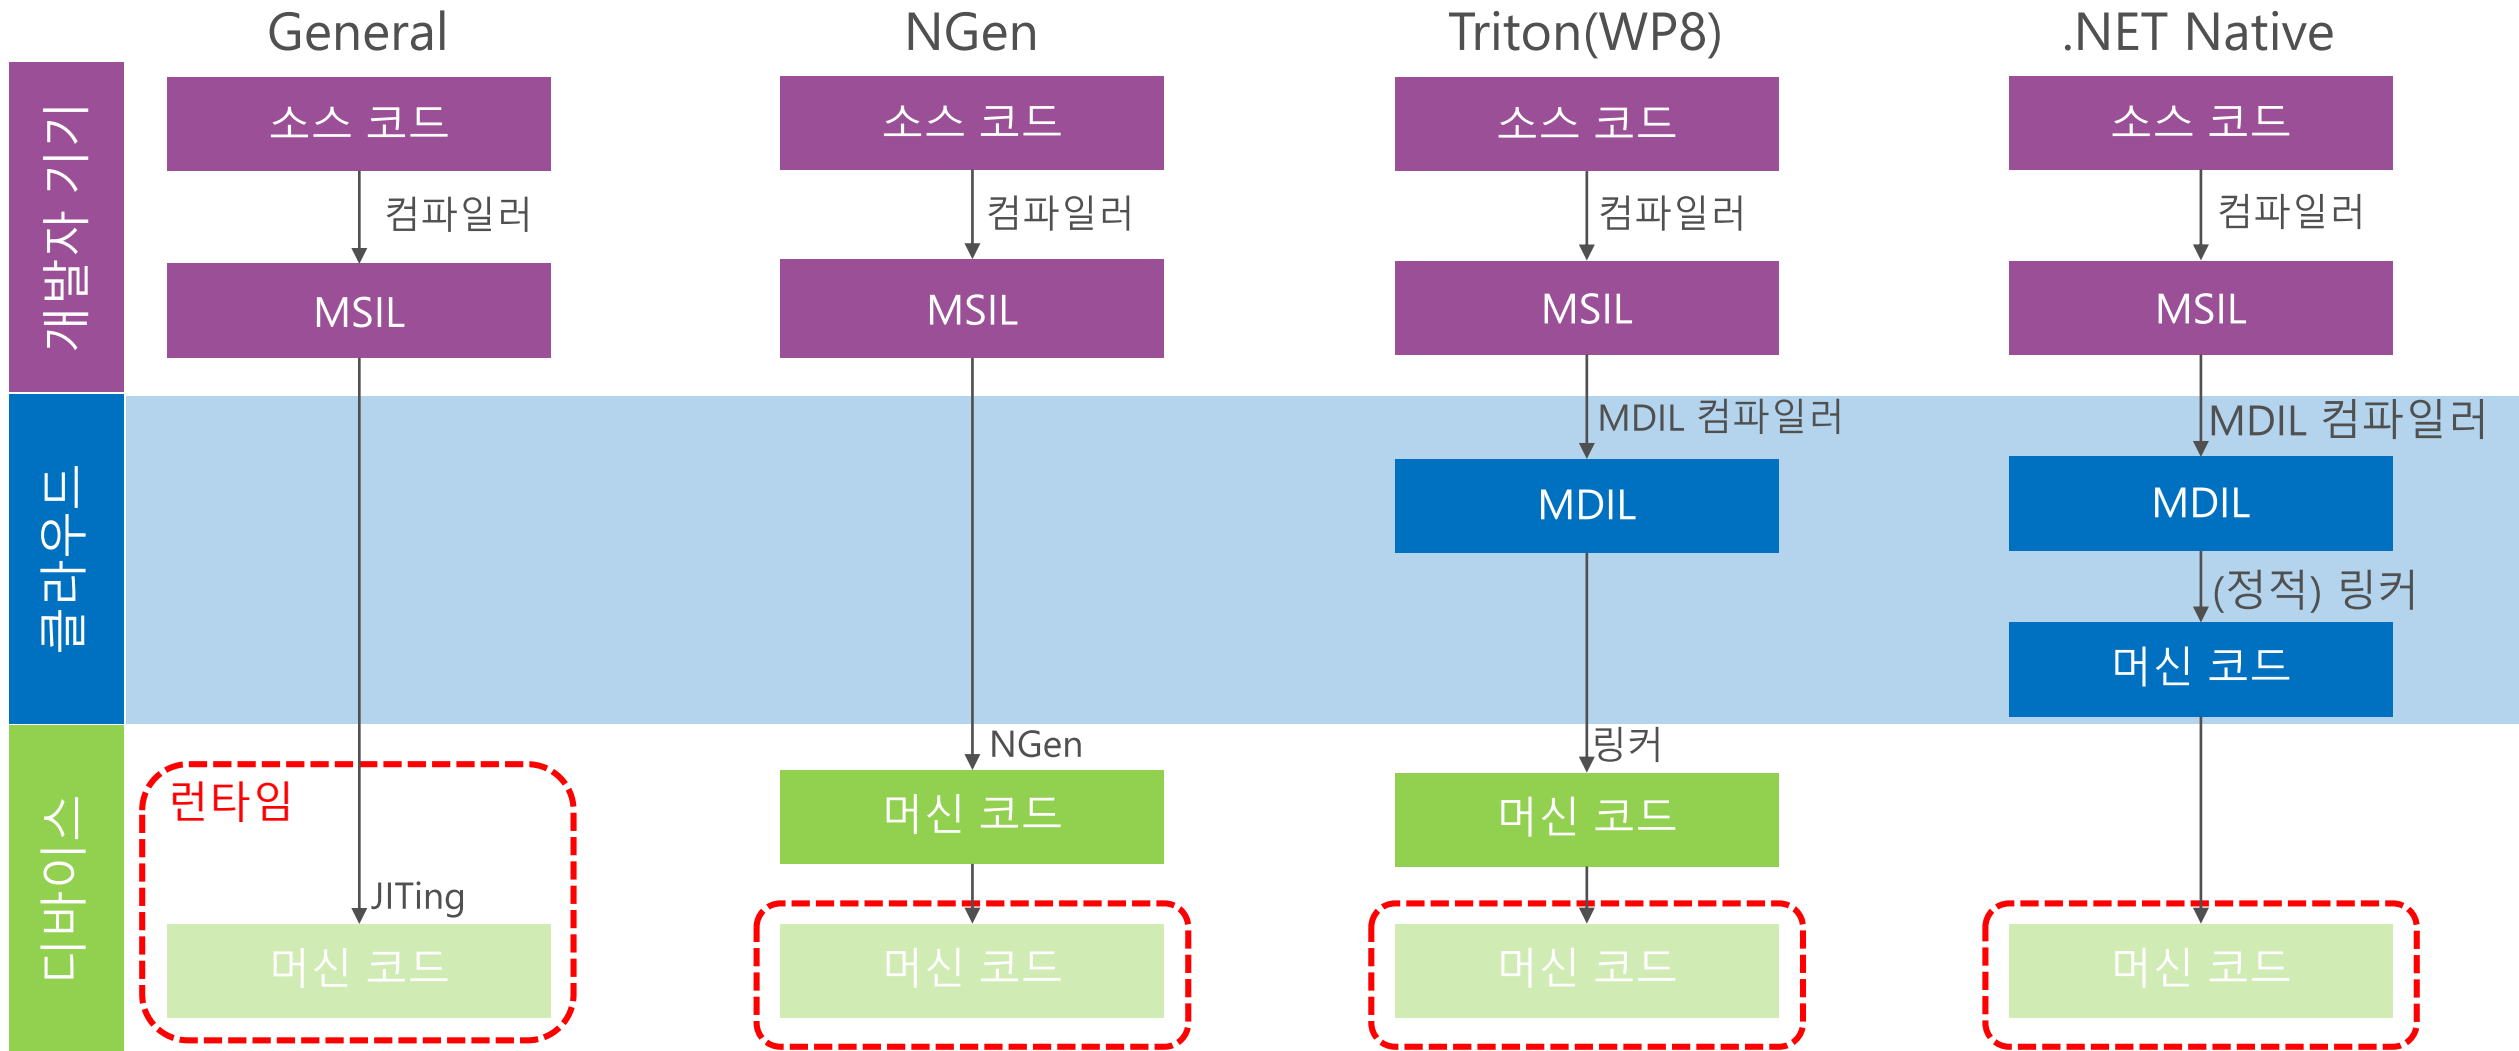 General
NGen
Triton(WP8)
.NET Native
개발자 기기
소스 코드
소스 코드
소스 코드
소스 코드
컴파일러
컴파일러
컴파일러
컴파일러
MSIL
MSIL
MSIL
MSIL
클라우드
MDIL 컴파일러
MDIL 컴파일러
MDIL
MDIL
(정적) 링커
머신 코드
디바이스
런타임
NGen
링커
머신 코드
머신 코드
JITing
머신 코드
머신 코드
머신 코드
머신 코드